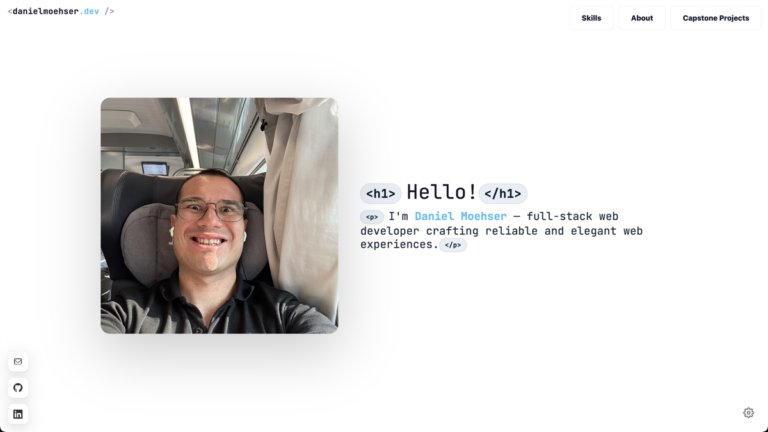 <danielmoehser.dev />
Skills
About
Capstone Projects
<h1> Hello! </h1>
<p> I'm Daniel Moehser — full-stack web
developer crafting reliable and elegant web
experiences. </p>